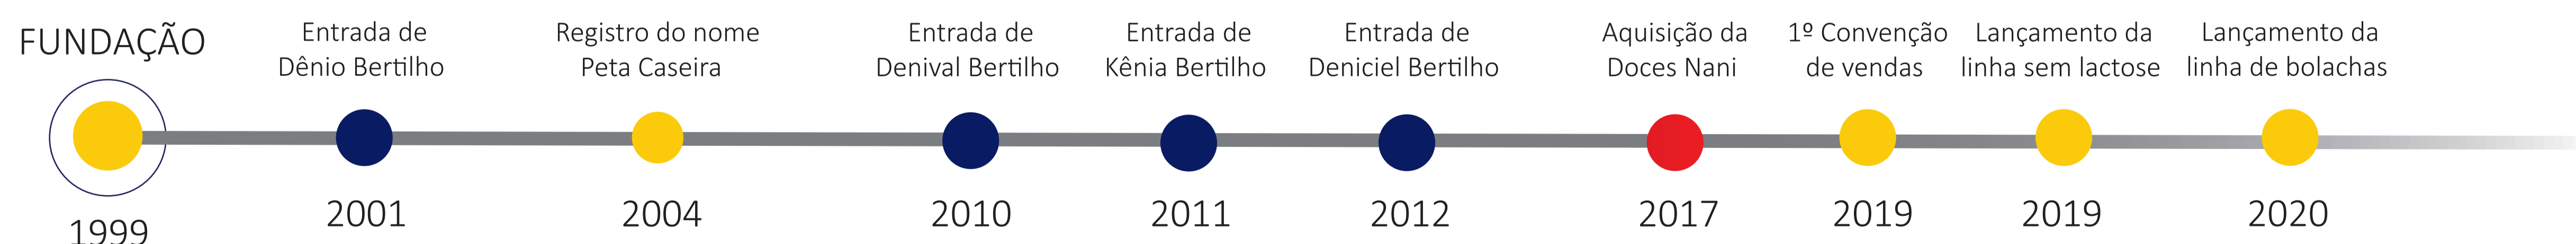 FUNDAÇÃO
1999
Entrada de
Dênio Bertilho
2001
Registro do nome
Peta Caseira
2004
Entrada de
Denival Bertilho
2010
Entrada de
Kênia Bertilho
2011
Entrada de
Deniciel Bertilho
2012
Aquisição da
Doces Nani
2017
1º Convenção
de vendas
2019
Lançamento da
linha sem lactose
2019
Lançamento da
linha de bolachas
2020